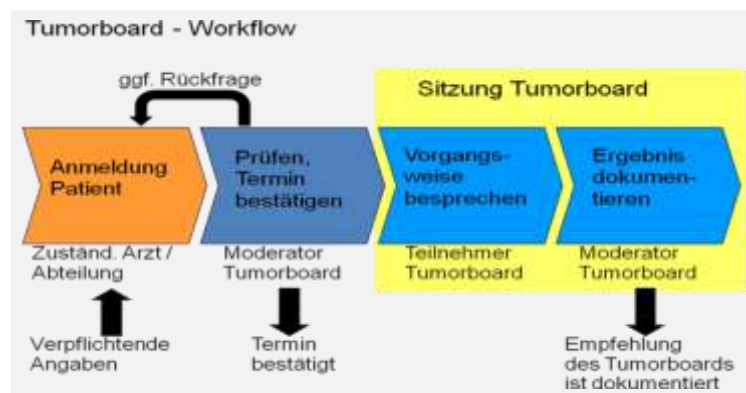 Tumorboard - Workflow
ggf. Rückfrage
Sitzung Tumorboard
Anmeldung
Patient
Prüfen,
Termin
bestätigen
Vorgangs-
weise
besprechen
Ergebnis
dokumen-
tieren
Zuständ. Arzt /
Abteilung
Moderator
Tumorboard
Teilnehmer
Tumorboard
Moderator
Tumorboard
Verpflichtende
Angaben
Termin
bestätigt
Empfehlung
des Tumorboards
ist dokumentiert